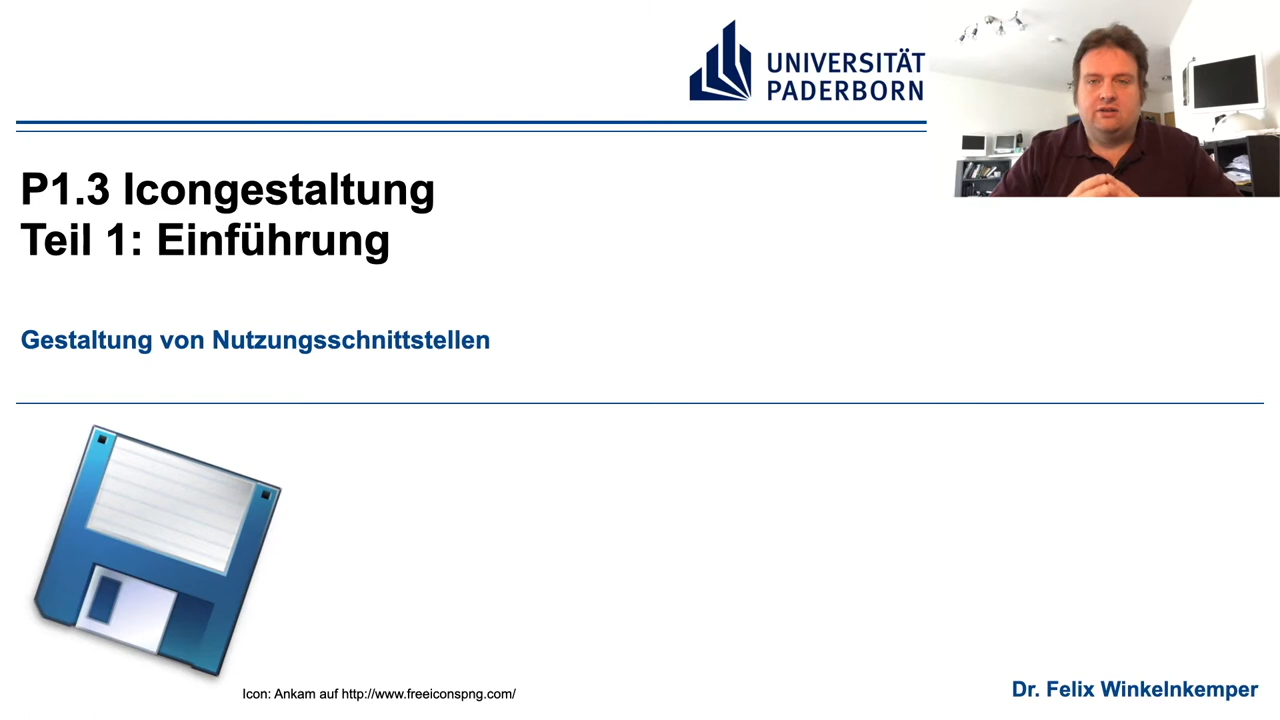 UNIVERSITÄT
PADERBORN
P1.3 Icongestaltung
Teil 1: Einführung
Gestaltung von Nutzungsschnittstellen
Icon: Ankam auf http://www.freeiconspng.com/
Dr. Felix Winkelnkemper